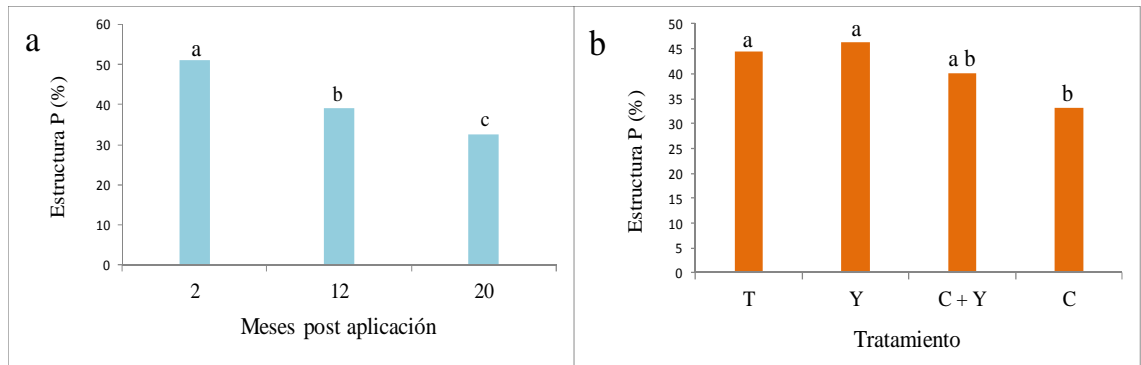 a
Estructura P (%)
60
50
40
30
20
10
0
a
b
c
2 12 20
Meses post aplicación
b
Estructura P (%)
50
45
40
35
30
25
20
15
10
5
0
a
a
a b
b
T Y C + Y C
Tratamiento